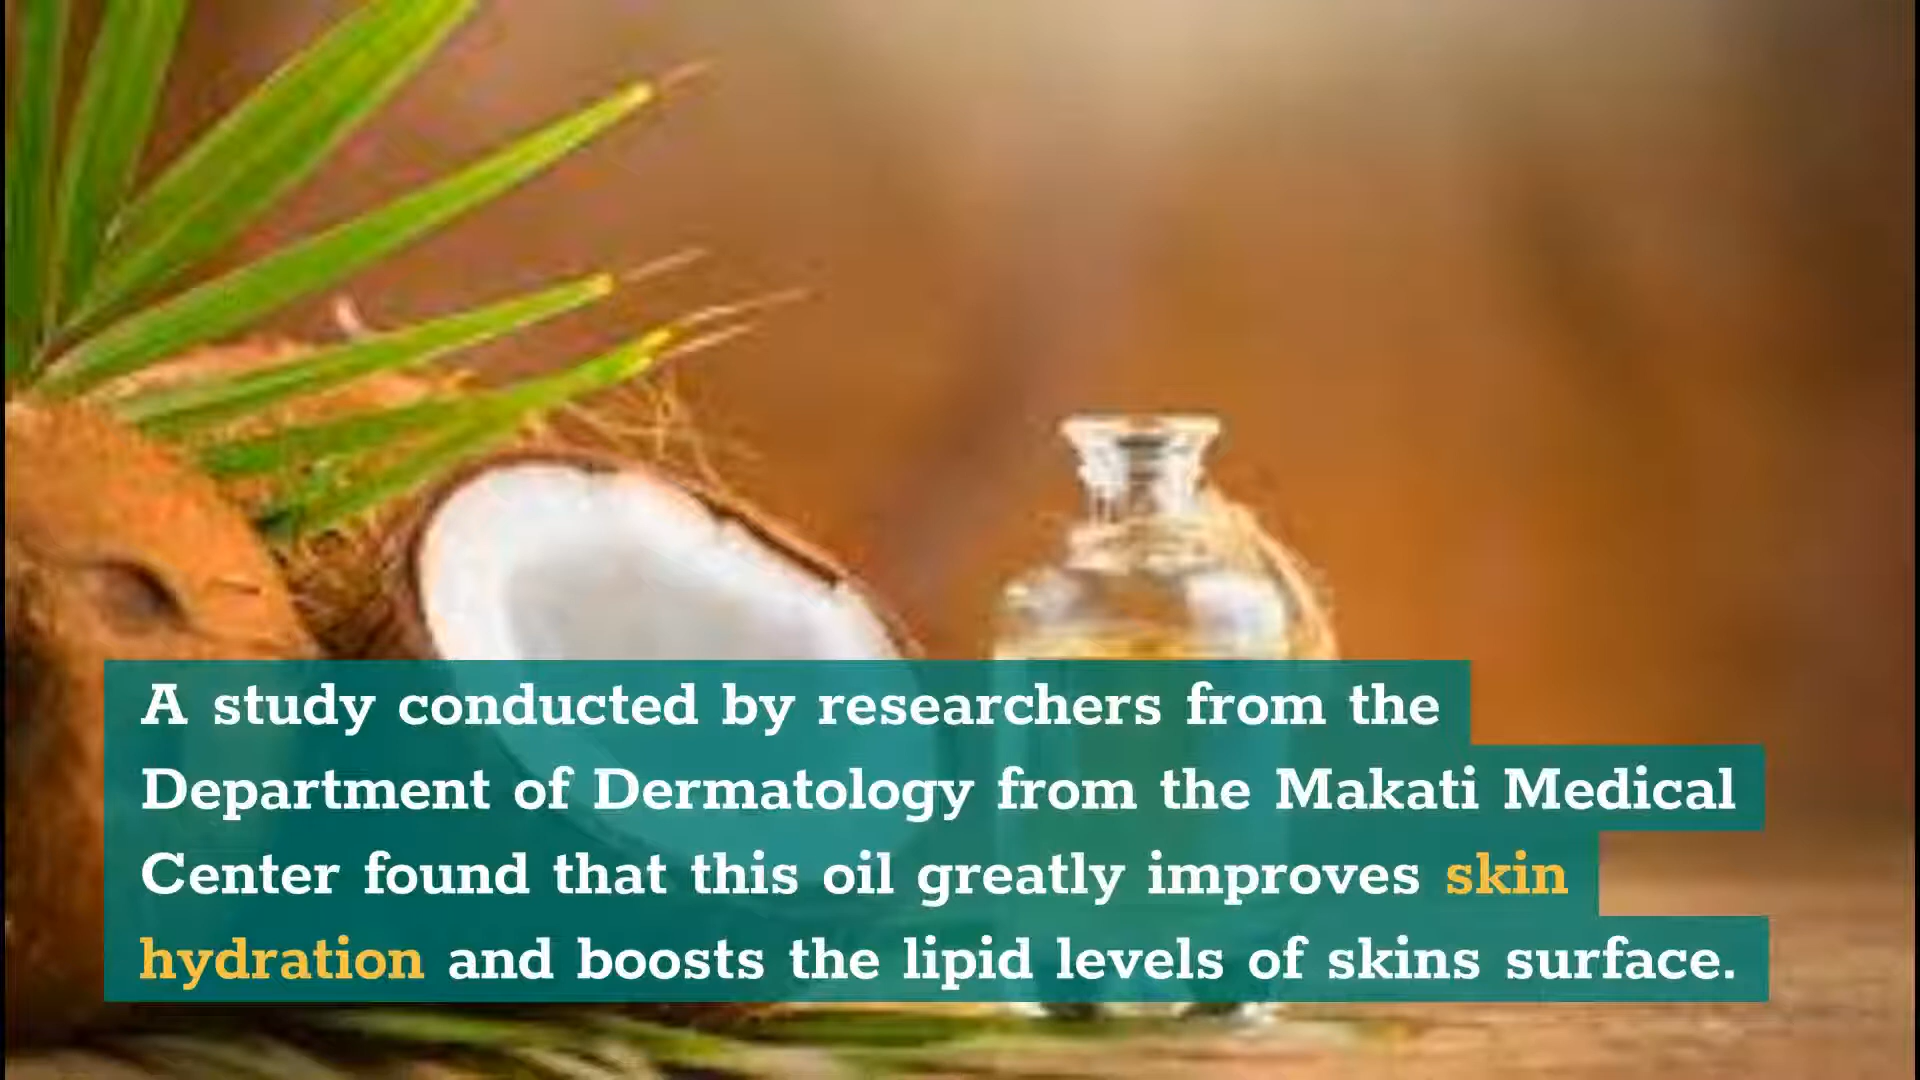 A study conducted by researchers from the
Department of Dermatology from the Makati Medical
Center found that this oil greatly improves skin
hydration and boosts the lipid levels of skins surface.